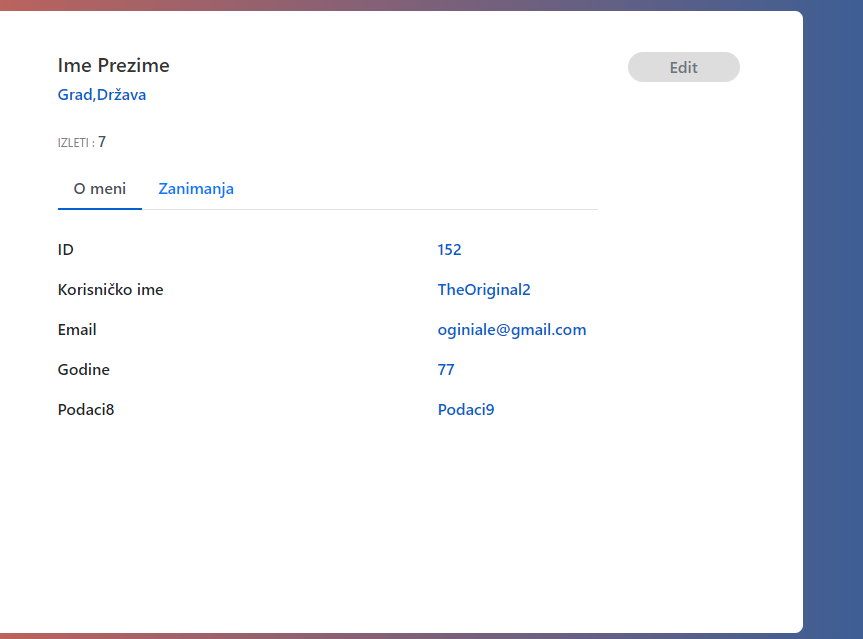 Ime Prezime
Edit
Grad,Država
IZLETI : 7
O meni Zanimanja
ID 152
Korisničko ime TheOriginal2
Email oginiale@gmail.com
Godine 77
Podaci8 Podaci9